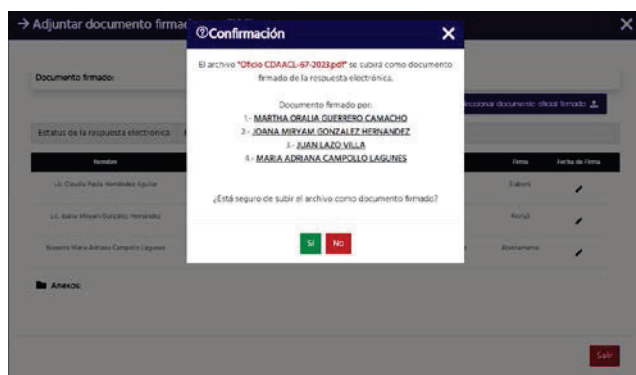 → Adjuntar documento firma
×
Confirmación
×
El archivo "Oficio CDAACL-67-2023.pdf" se subirá como documento
firmado de la respuesta electrónica.
Documento firmado por:
1.- MARTHA ORALIA GUERRERO CAMACHO
2.- JOANA MIRYAM GONZALEZ HERNANDEZ
3.- JUAN LAZO VILLA
4.- MARIA ADRIANA CAMPOLLO LAGUNES
¿Está seguro de subir el archivo como documento firmado?
Sí No
Documento firmado:
documento oficial firmado
Estatus de la respuesta electrónica
Nombre Firma Fecha de Firma
Lic. Claudia Paola Hernández Aguilar Elaboró
Lic. Joana Miryam González Hernández Revisó
Maestra María Adriana Campollo Lagunes
Anexos:
Salir